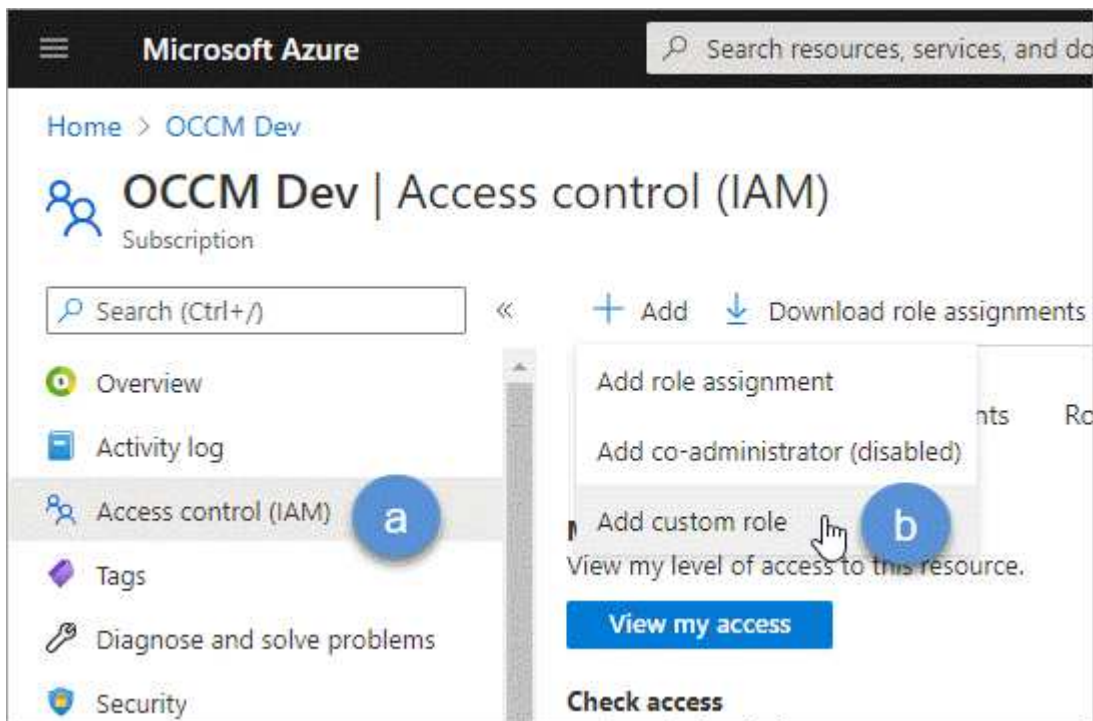 Microsoft Azure
Search resources, services, and do
Home > OCCM Dev
OCCM Dev | Access control (IAM)
Subscription
Search (Ctrl+/)
«
+ Add
Download role assignments
Overview
Activity log
Access control (IAM)
a
Tags
Diagnose and solve problems
Security
Add role assignment
Add co-administrator (disabled)
Add custom role
b
nts
Ro
View my level of access to this resource.
View my access
Check access